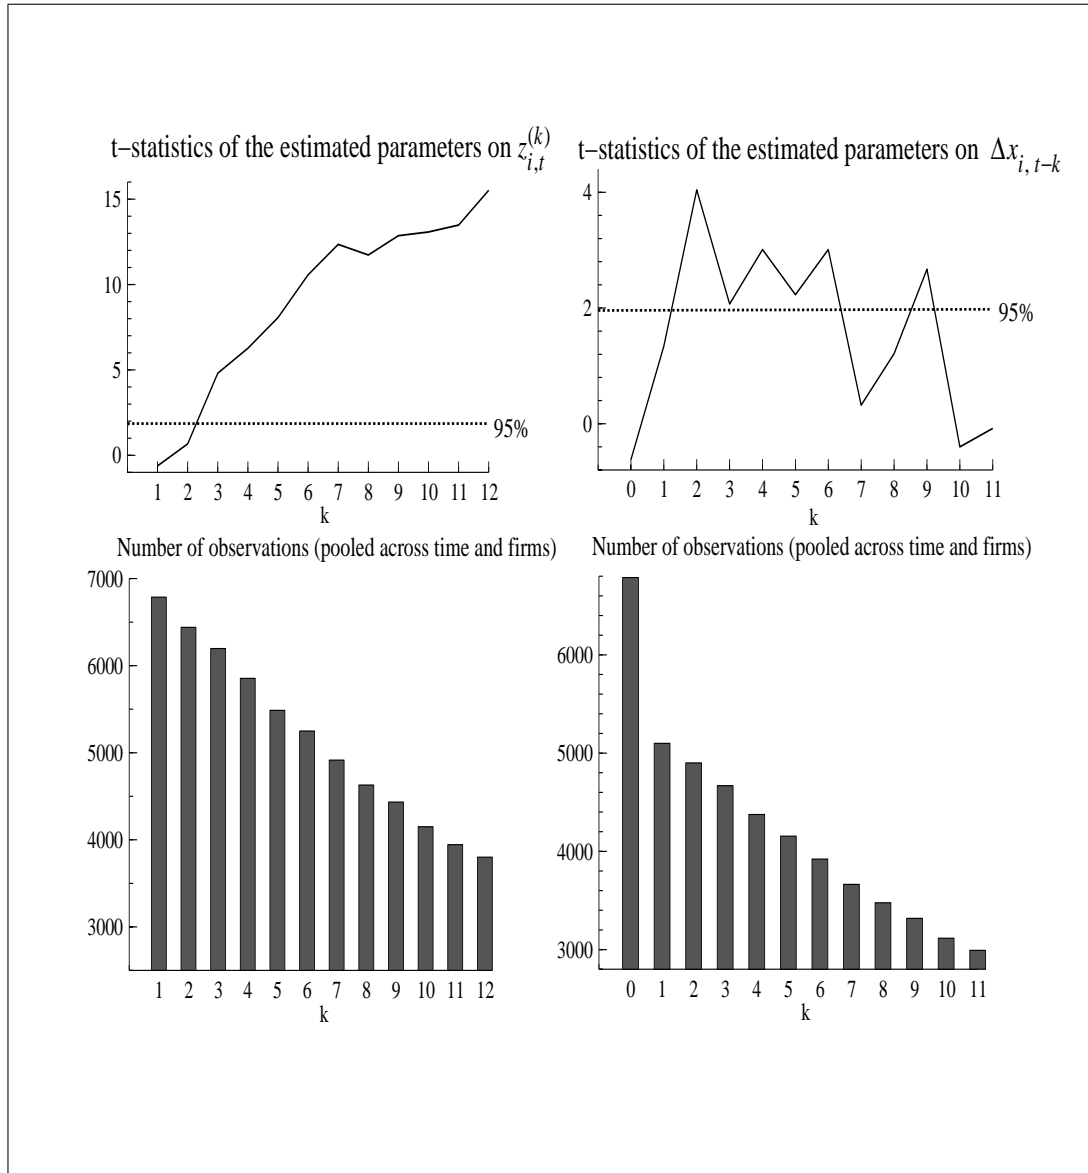 t−statistics of the estimated parameters on z_{i,t}^{(k)}
15
10
5
0
95%
1 2 3 4 5 6 7 8 9 10 11 12
k
t−statistics of the estimated parameters on Δx_{i, t−k}
4
2
0
95%
0 1 2 3 4 5 6 7 8 9 10 11
k
Number of observations (pooled across time and firms)
7000
6000
5000
4000
3000
1 2 3 4 5 6 7 8 9 10 11 12
k
Number of observations (pooled across time and firms)
6000
5000
4000
3000
0 1 2 3 4 5 6 7 8 9 10 11
k